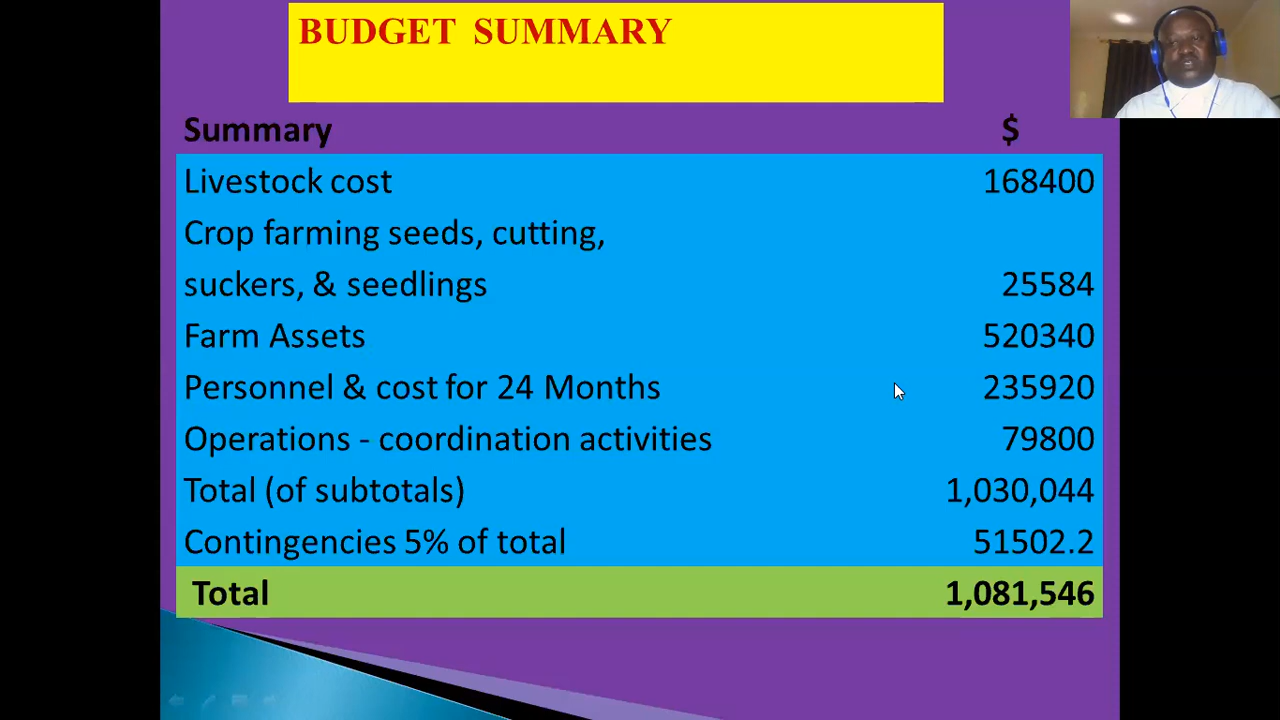 BUDGET SUMMARY
Summary $
Livestock cost 168400
Crop farming seeds, cutting,
suckers, & seedlings 25584
Farm Assets 520340
Personnel & cost for 24 Months 235920
Operations - coordination activities 79800
Total (of subtotals) 1,030,044
Contingencies 5% of total 51502.2
Total 1,081,546